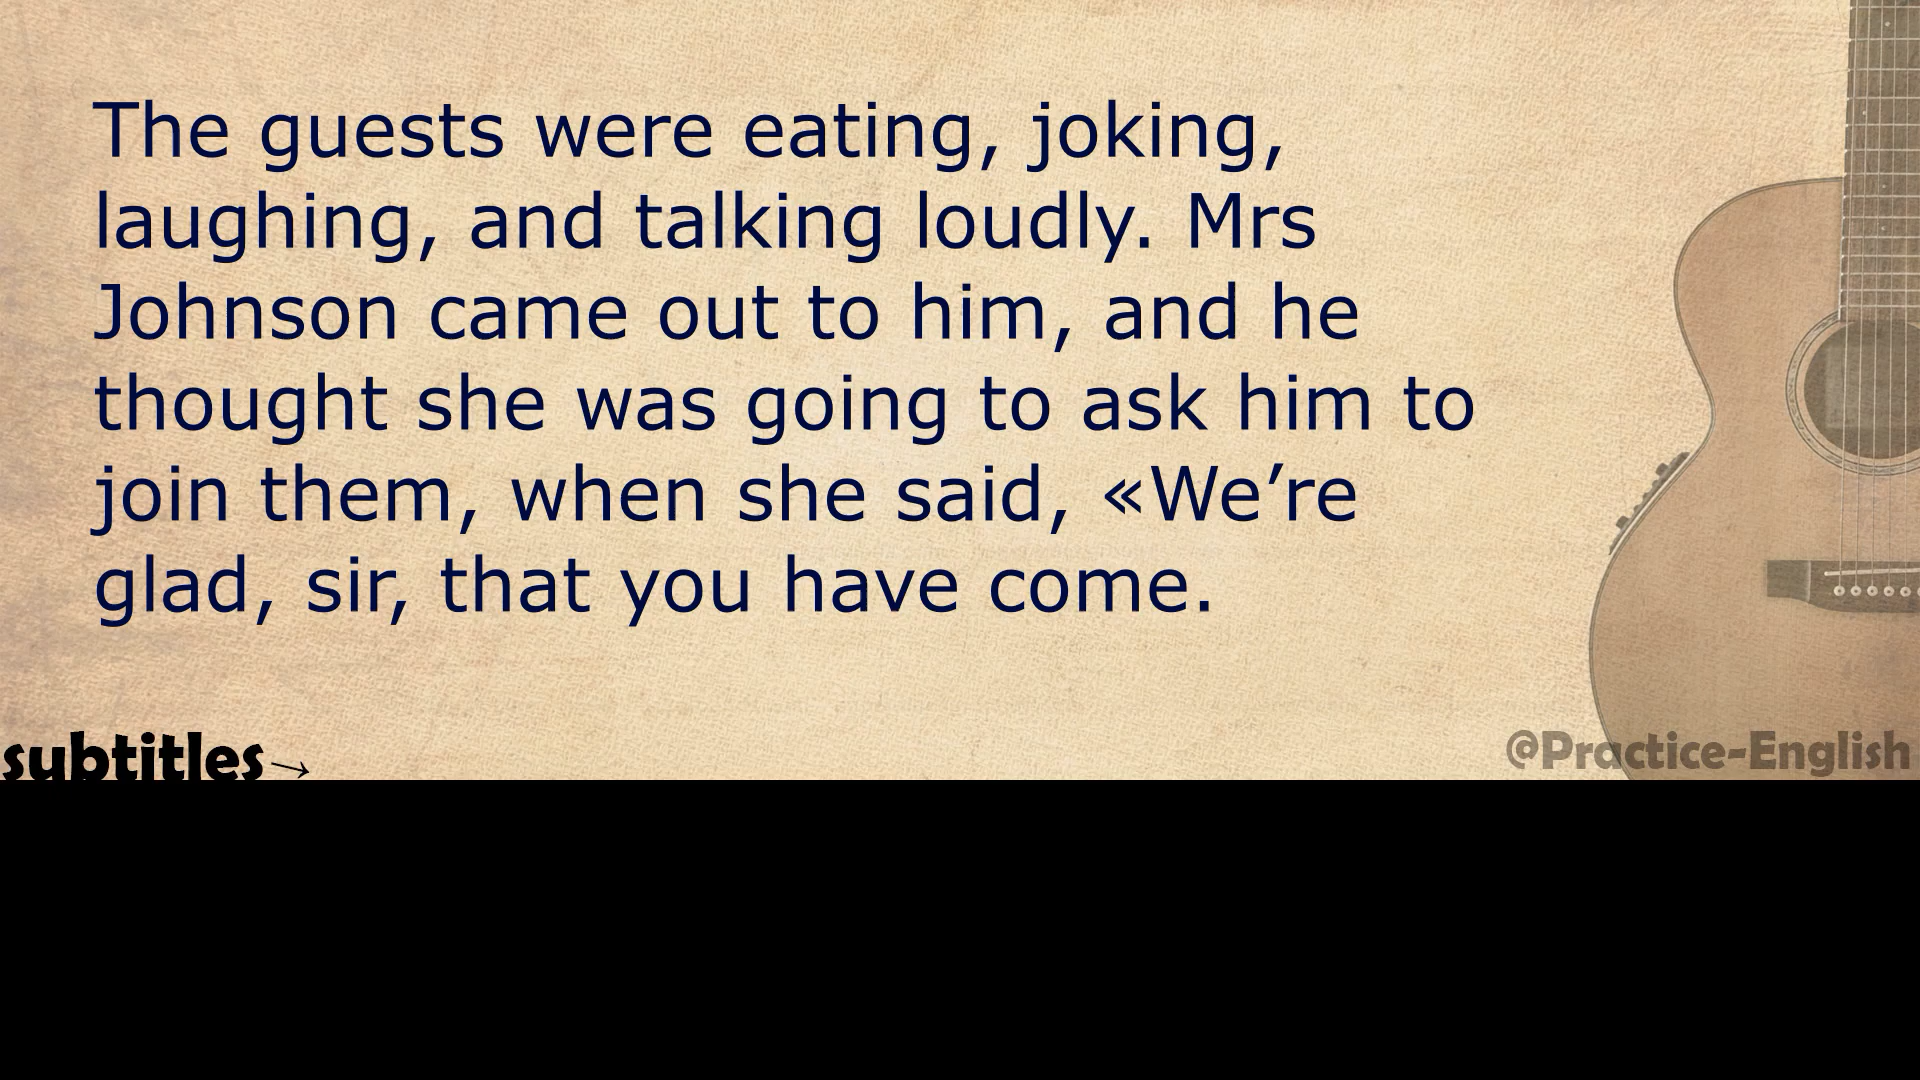 The guests were eating, joking,
laughing, and talking loudly. Mrs
Johnson came out to him, and he
thought she was going to ask him to
join them, when she said, «We’re
glad, sir, that you have come.
subtitles→
@Practice-English